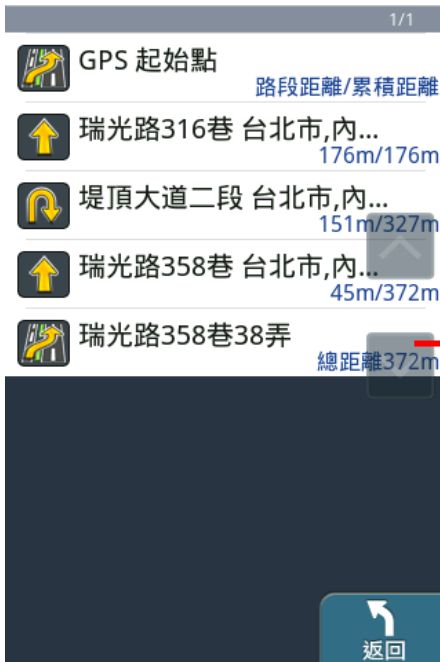 1/1
GPS 起始點
路段距離/累積距離
瑞光路316巷 台北市,內...
176m/176m
堤頂大道二段 台北市,內...
151m/327m
瑞光路358巷 台北市,內...
45m/372m
瑞光路358巷38弄
總距離372m
返回